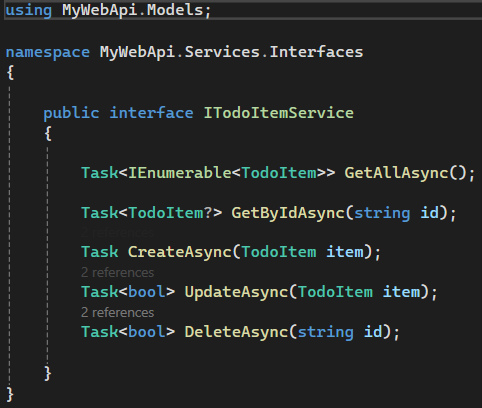 using MyWebApi.Models;
namespace MyWebApi.Services.Interfaces
{
public interface ITodoItemService
{
Task<IEnumerable<TodoItem>> GetAllAsync();
Task<TodoItem?> GetByIdAsync(string id);
2 references
Task CreateAsync(TodoItem item);
2 references
Task<bool> UpdateAsync(TodoItem item);
2 references
Task<bool> DeleteAsync(string id);
}
}